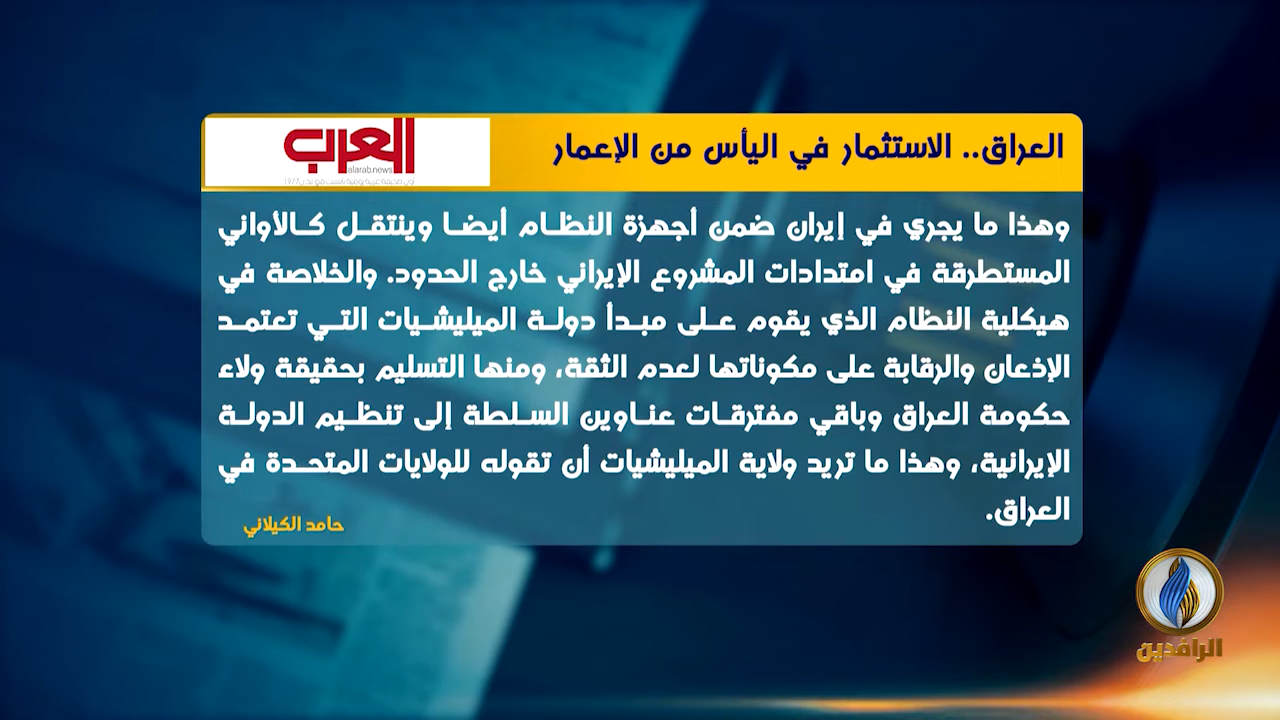 العراق.. الاستثمار في اليأس من الإعمار
العرب
alarab.news
وهذا ما يجري في إيران ضمن أجهزة النظام أيضا وينتقل كالأواني
المستطرقة في امتدادات المشروع الإيراني خارج الحدود. والخلاصة في
هيكلية النظام الذي يقوم على مبدأ دولة الميليشيات التي تعتمد
الإذعان والرقابة على مكوناتها لعدم الثقة، ومنها التسليم بحقيقة ولاء
حكومة العراق وباقي مفترقات عناوين السلطة إلى تنظيم الدولة
الإيرانية، وهذا ما تريد ولاية الميليشيات أن تقوله للولايات المتحدة في
العراق.
حامد الكيلاني
الرافدين